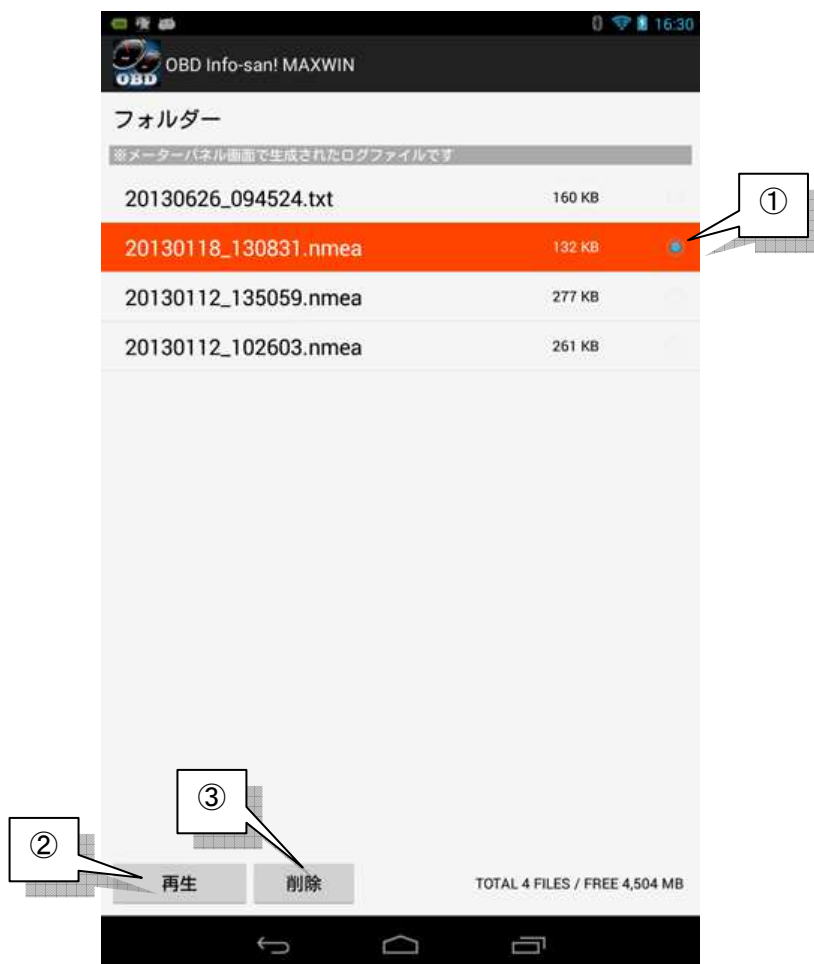 16:30
OBD OBD Info-san! MAXWIN
フォルダー
※メーターパネル画面で生成されたログファイルです
20130626_094524.txt 160 KB
①
20130118_130831.nmea 132 KB
20130112_135059.nmea 277 KB
20130112_102603.nmea 261 KB
③
②
再生 削除 TOTAL 4 FILES / FREE 4,504 MB